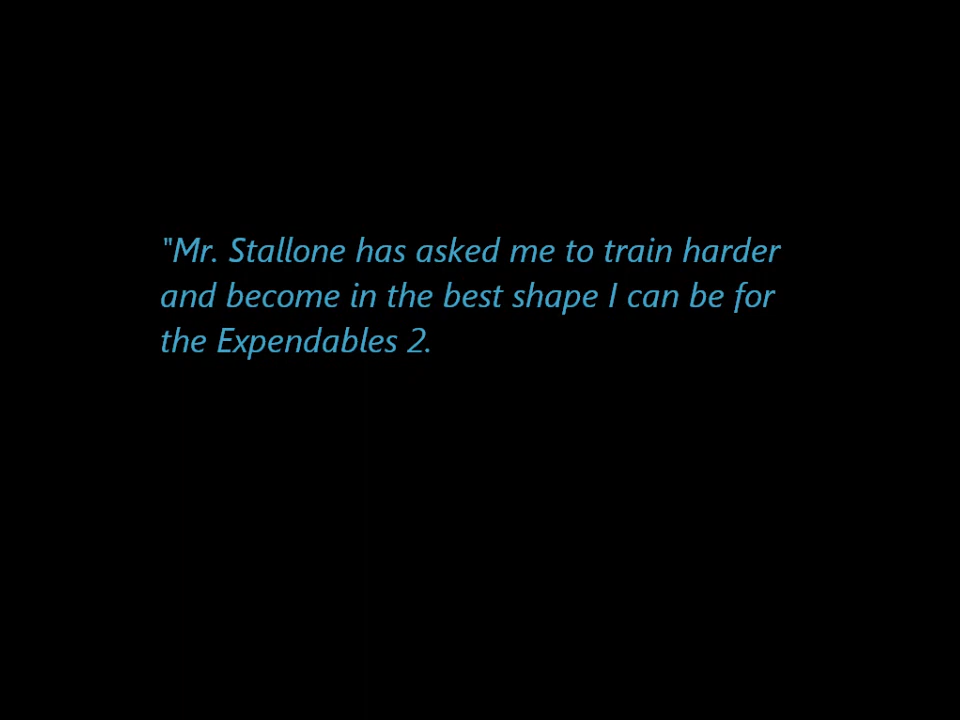 "Mr. Stallone has asked me to train harder
and become in the best shape I can be for
the Expendables 2.